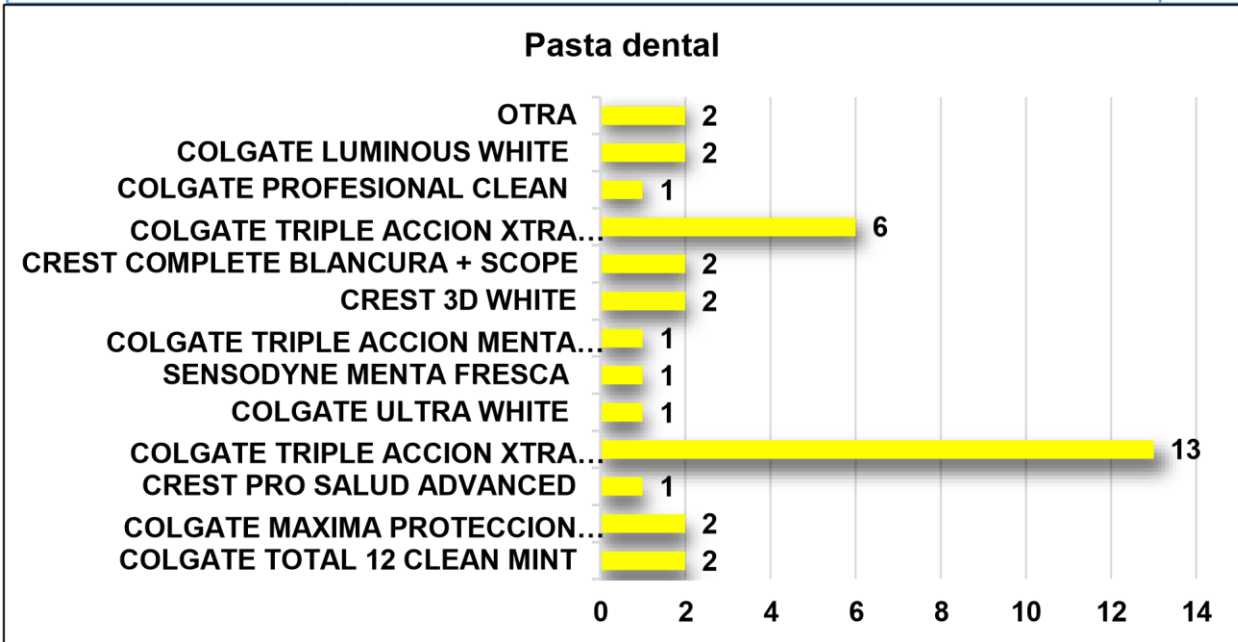 Pasta dental
OTRA 2
COLGATE LUMINOUS WHITE 2
COLGATE PROFESIONAL CLEAN 1
COLGATE TRIPLE ACCION XTRA... 6
CREST COMPLETE BLANCURA + SCOPE 2
CREST 3D WHITE 2
COLGATE TRIPLE ACCION MENTA... 1
SENSODYNE MENTA FRESCA 1
COLGATE ULTRA WHITE 1
COLGATE TRIPLE ACCION XTRA... 13
CREST PRO SALUD ADVANCED 1
COLGATE MAXIMA PROTECCION... 2
COLGATE TOTAL 12 CLEAN MINT 2
0 2 4 6 8 10 12 14